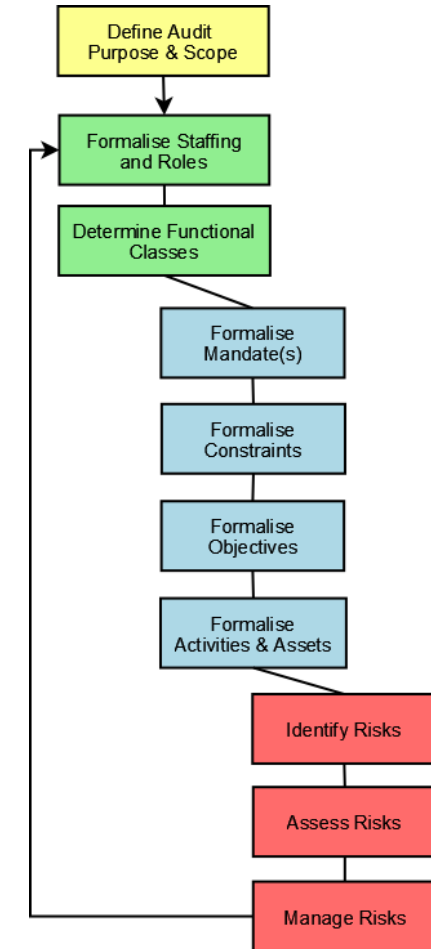 Define Audit
Purpose & Scope
Formalise Staffing
and Roles
Determine Functional
Classes
Formalise
Mandate(s)
Formalise
Constraints
Formalise
Objectives
Formalise
Activities & Assets
Identify Risks
Assess Risks
Manage Risks